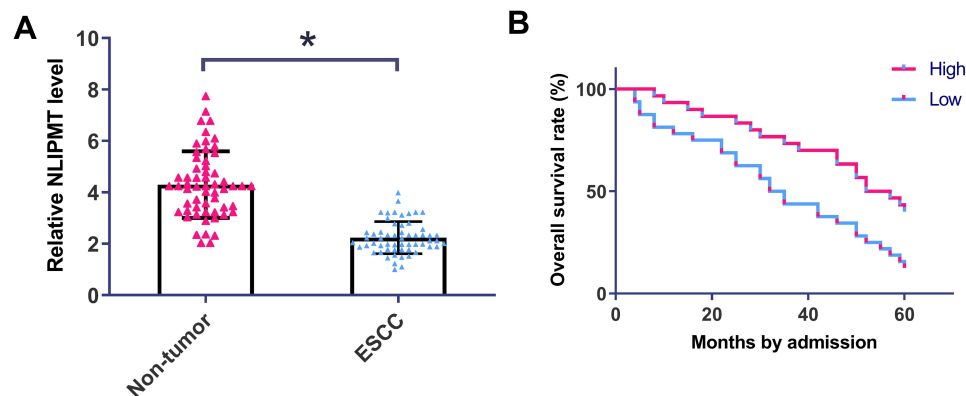 A
Relative NLIPMT level
10
8
6
4
2
0
*
Non-tumor
ESCC
B
Overall survival rate (%)
100
50
0
0
20
40
60
Months by admission
High
Low